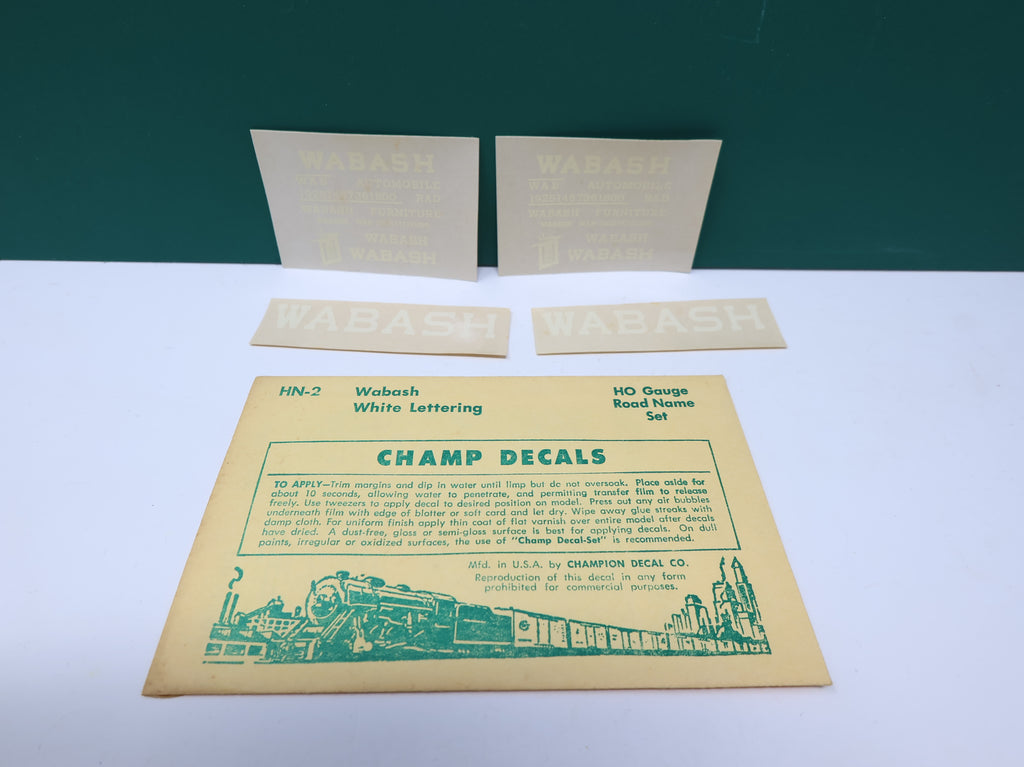 WABASH
WAB AUTOMOBILE
19251467361800 RAD
WABASH FURNITURE
WABASH
WABASH
WABASH
WAB AUTOMOBILE
19251467361800 RAD
WABASH FURNITURE
WABASH
WABASH
WABASH
WABASH
HN-2 Wabash
White Lettering
HO Gauge
Road Name
Set
CHAMP DECALS
TO APPLY—Trim margins and dip in water until limp but do not oversoak. Place aside for
about 10 seconds, allowing water to penetrate, and permitting transfer film to release
freely. Use tweezers to apply decal to desired position on model. Press out any air bubbles
underneath film with edge of blotter or soft card and let dry. Wipe away glue streaks with
damp cloth. For uniform finish apply thin coat of flat varnish over entire model after decals
have dried. A dust-free, gloss or semi-gloss surface is best for applying decals. On dull
paints, irregular or oxidized surfaces, the use of "Champ Decal-Set" is recommended.
Mfd. in U.S.A. by CHAMPION DECAL CO.
Reproduction of this decal in any form
prohibited for commercial purposes.